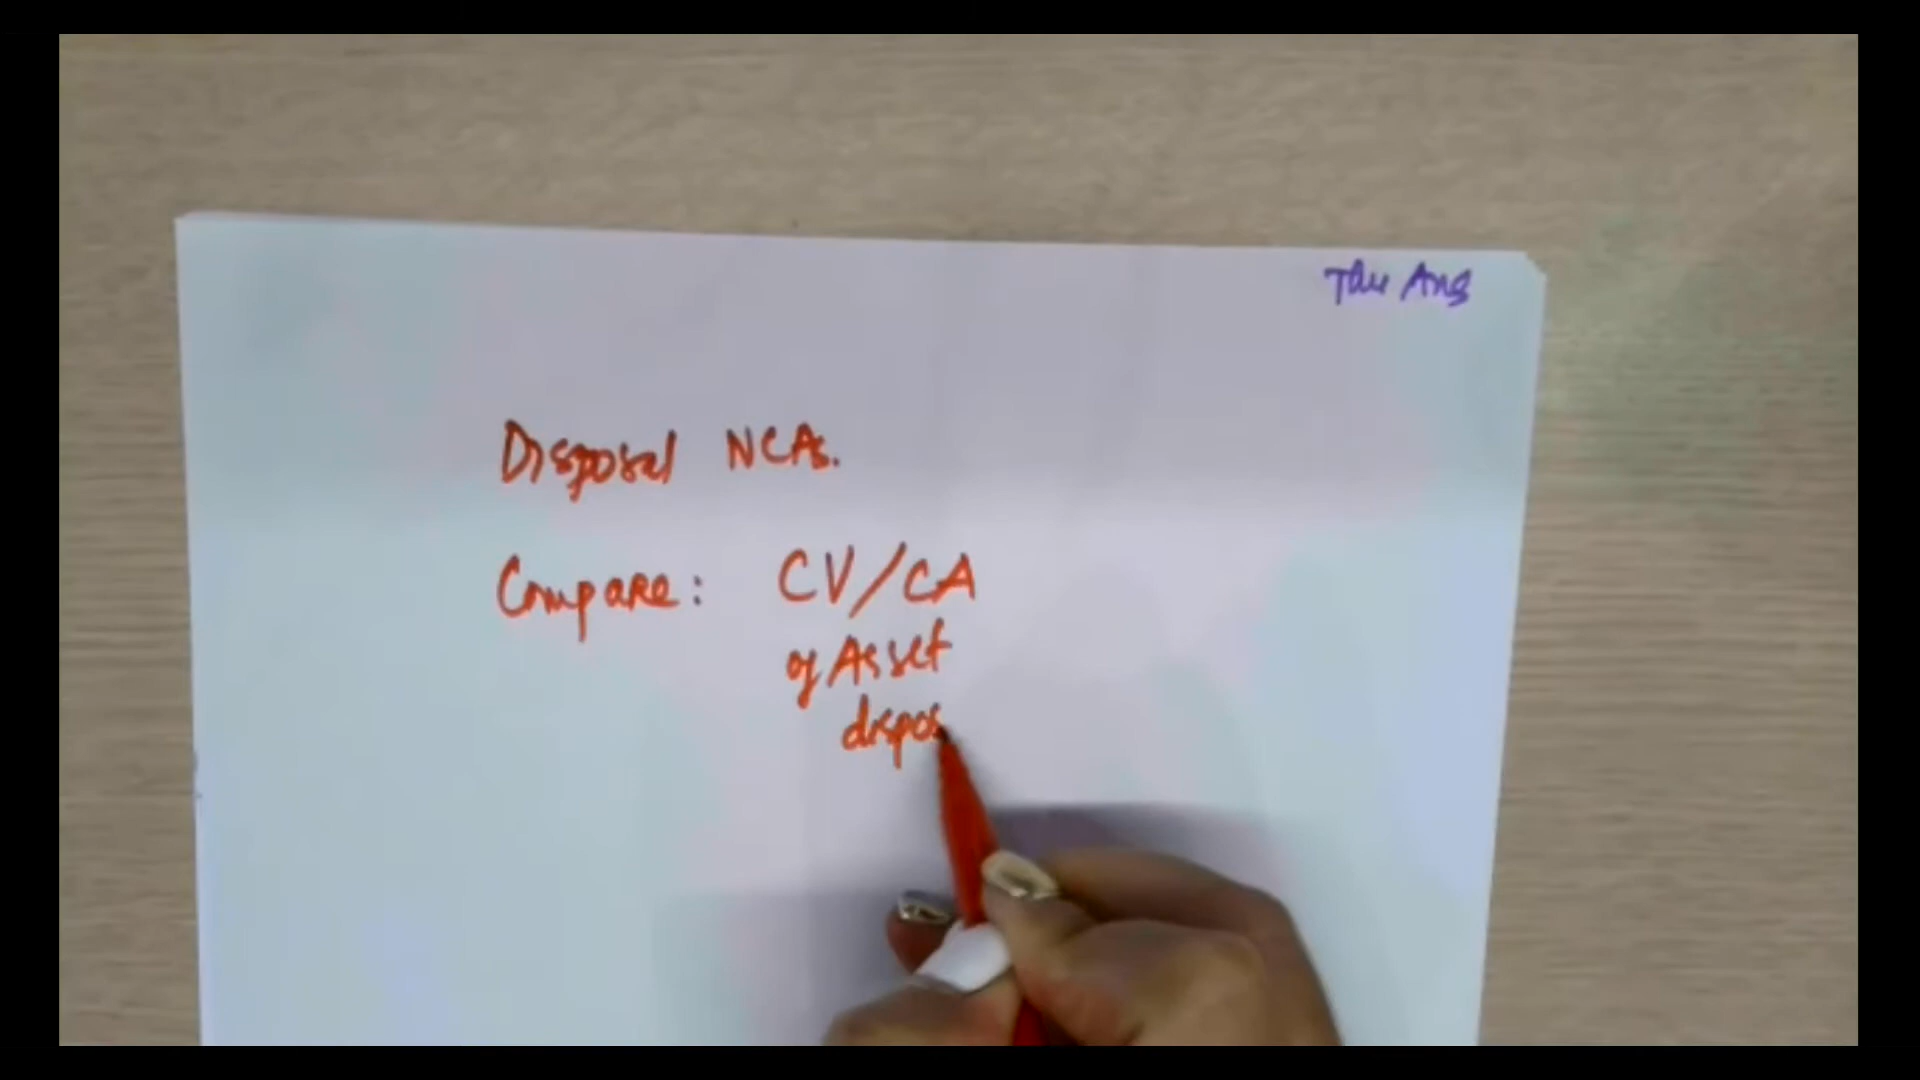 Thu Ang
Disposal NCAs.
Compare: CV/CA
of Asset
dispos